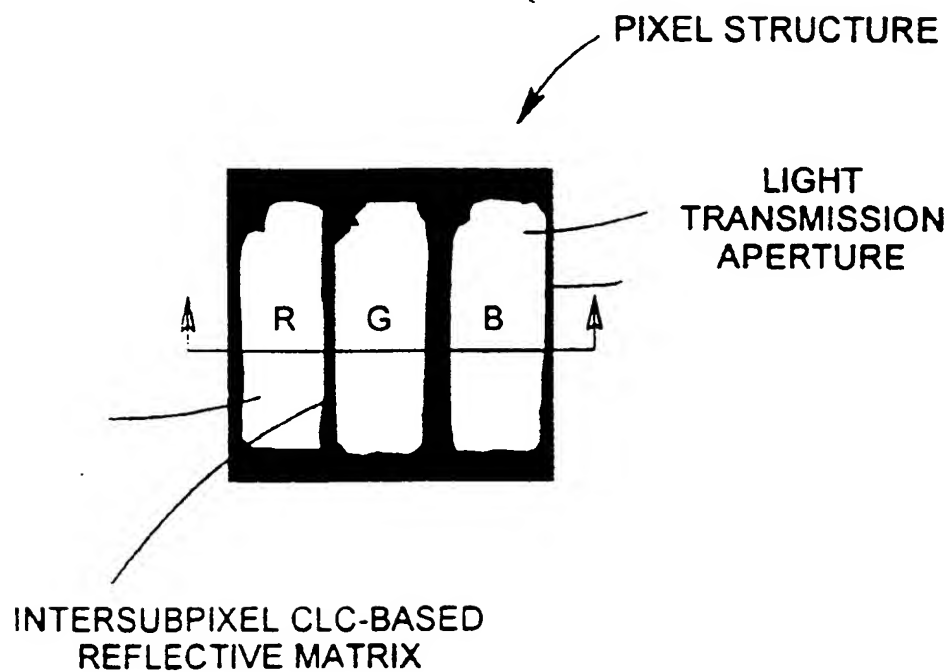 PIXEL STRUCTURE
LIGHT
TRANSMISSION
APERTURE
R G B
INTERSUBPIXEL CLC-BASED
REFLECTIVE MATRIX